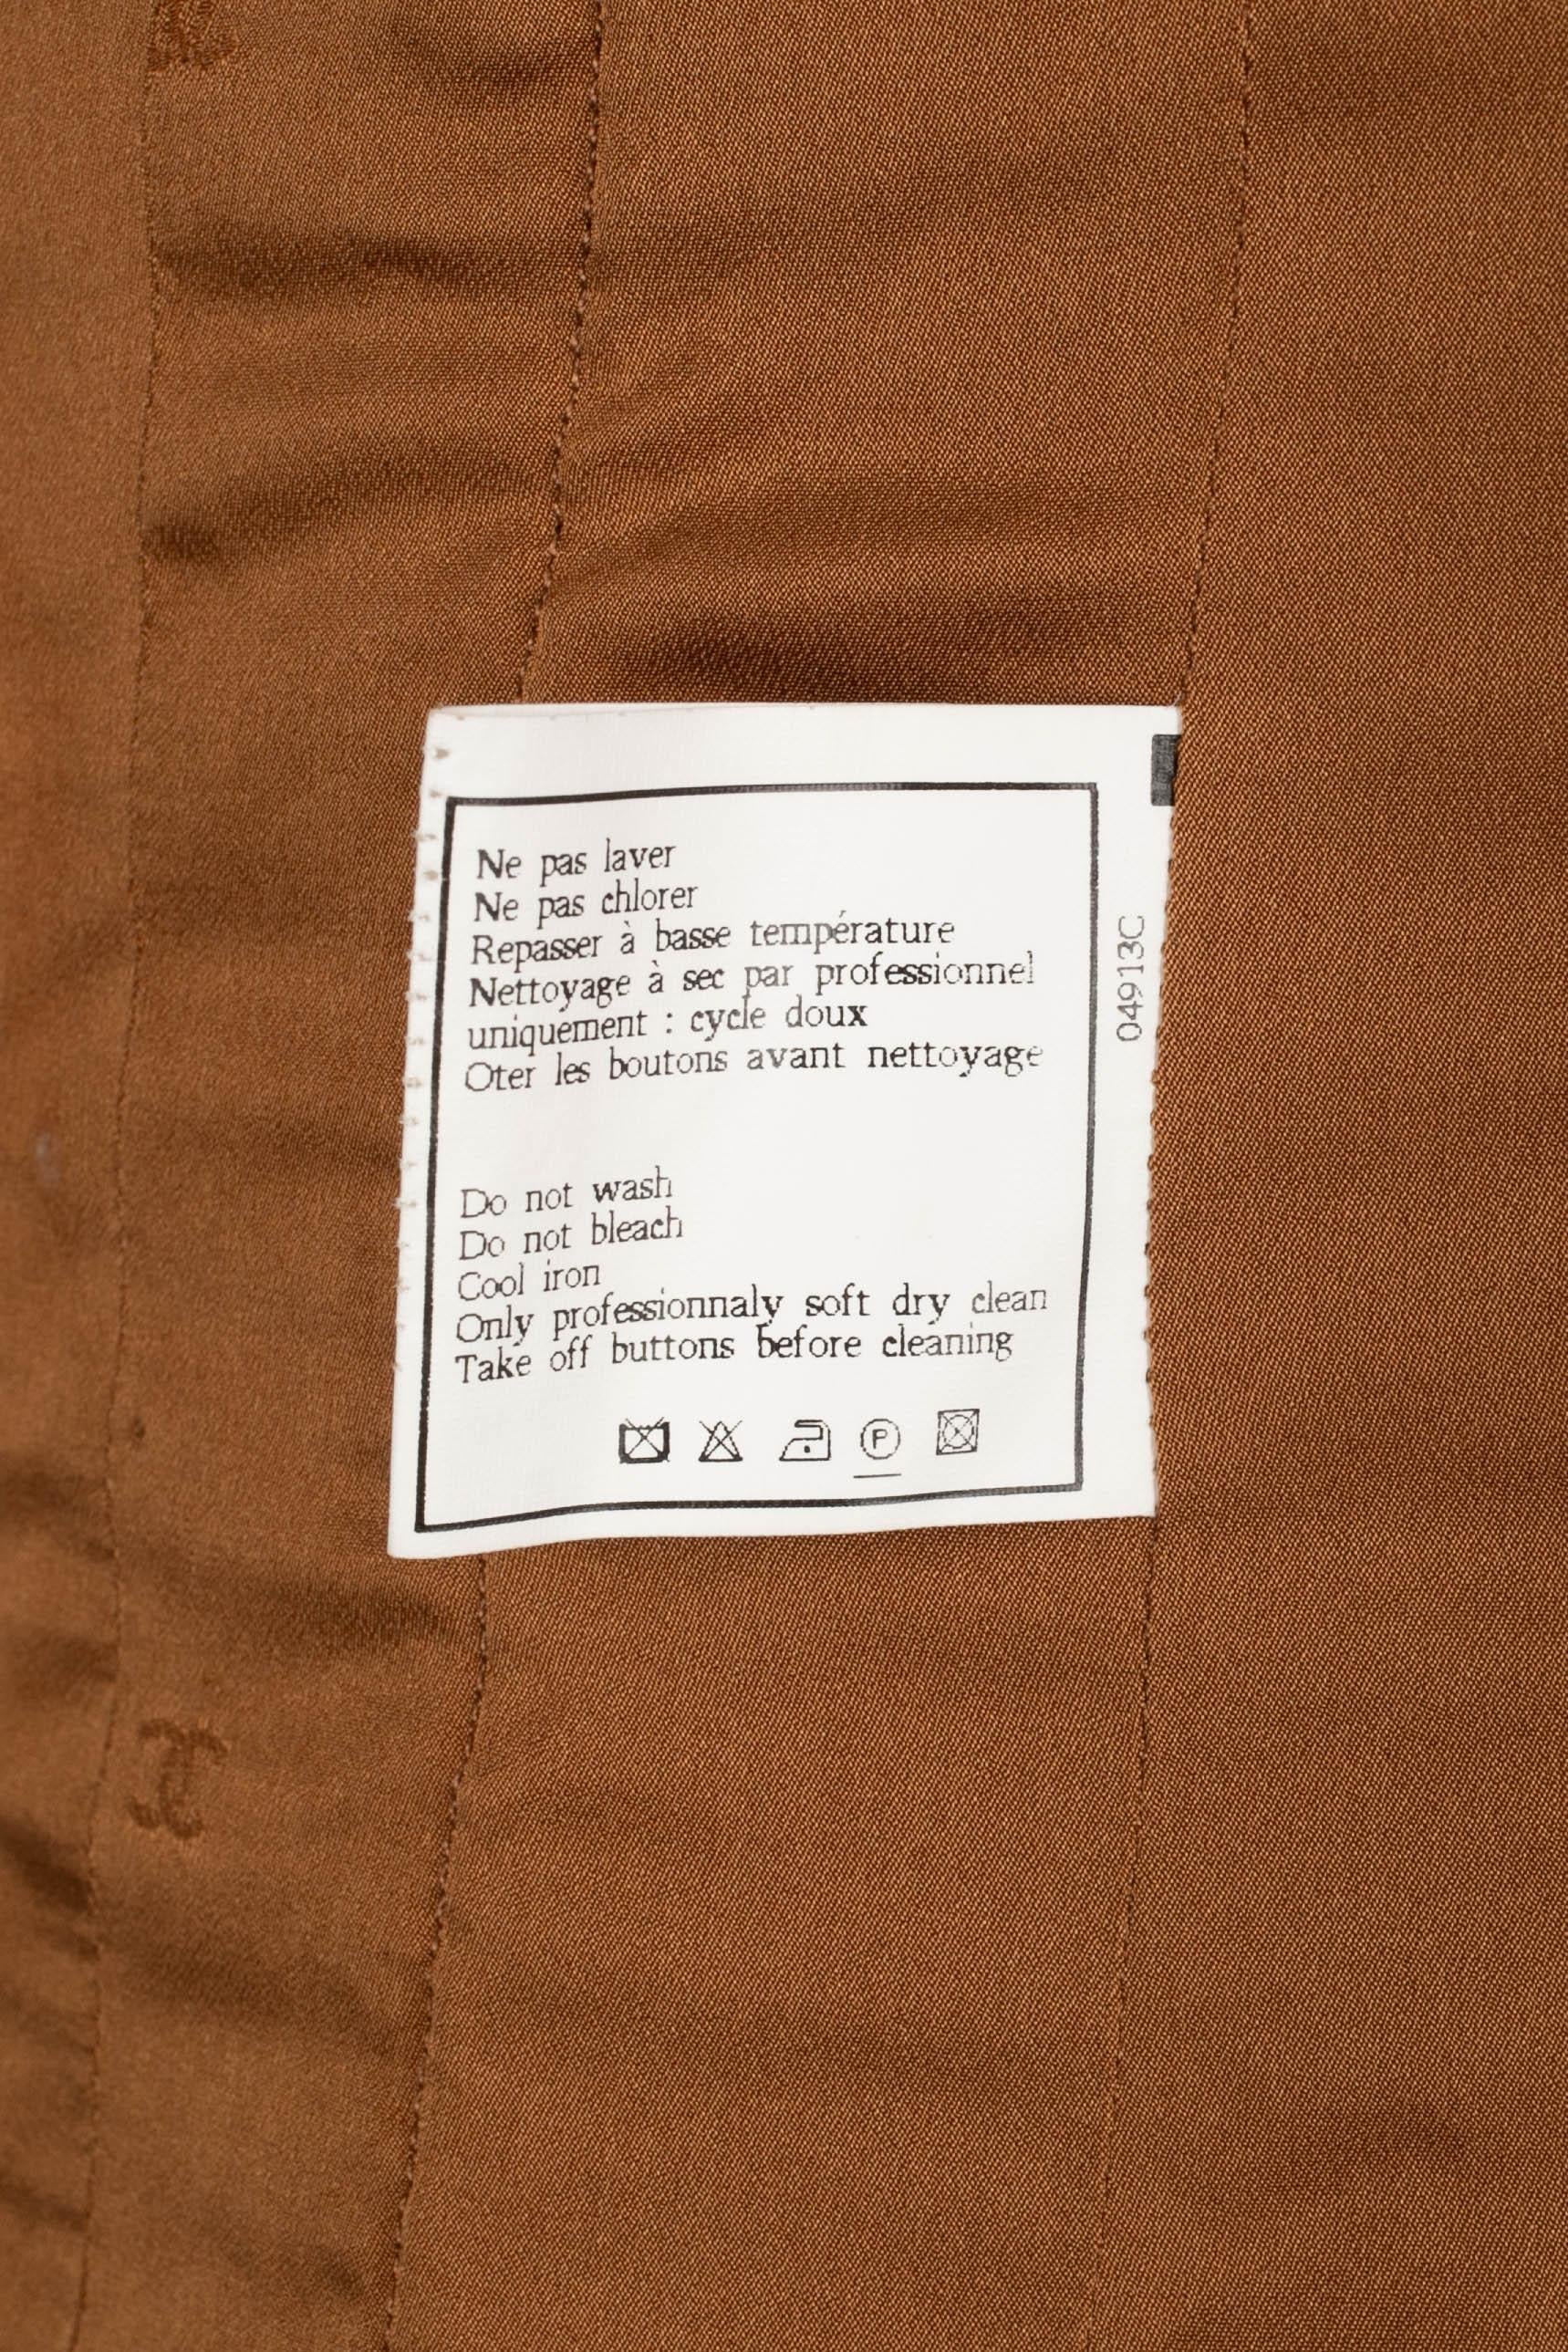 Ne pas laver
Ne pas chlorer
Repasser à basse température
Nettoyage à sec par professionnel
uniquement : cycle doux
Oter les boutons avant nettoyage
Do not wash
Do not bleach
Cool iron
Only professionnaly soft dry clean
Take off buttons before cleaning
P
04913C